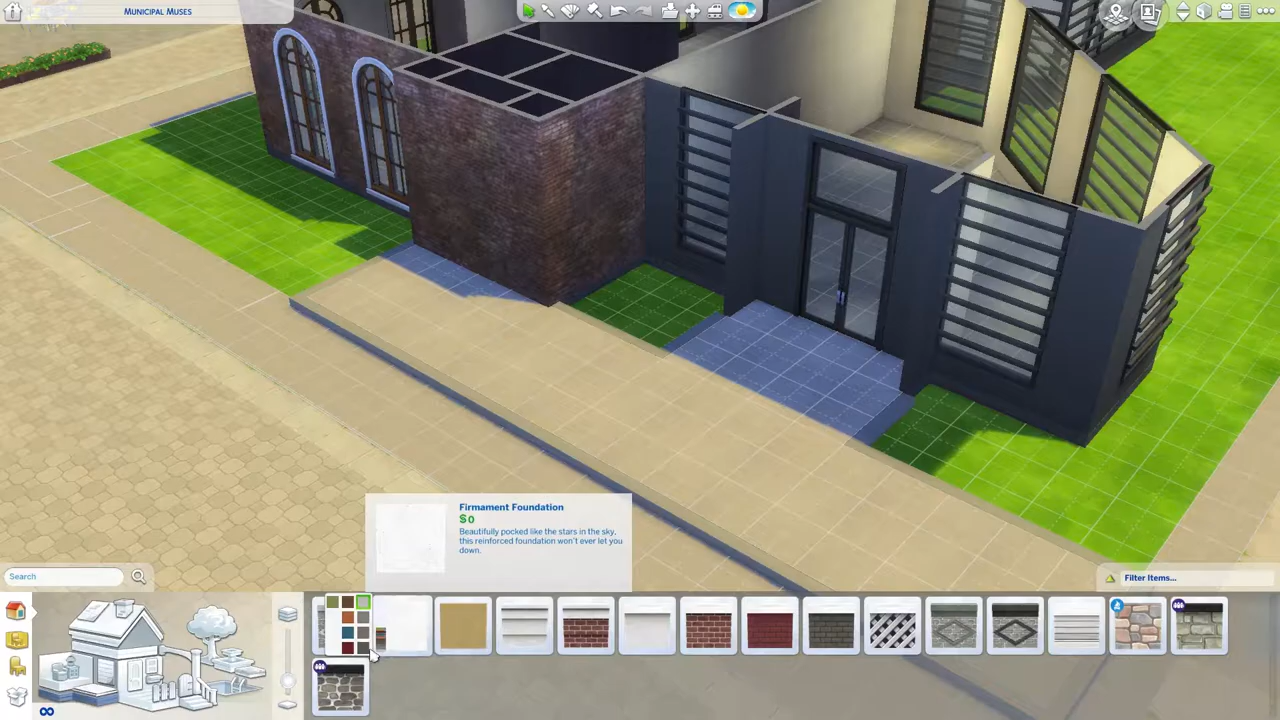 MUNICIPAL MUSES
Firmament Foundation
§0
Beautifully pocked like the stars in the sky,
this reinforced foundation won't ever let you
down.
Search
Filter Items...